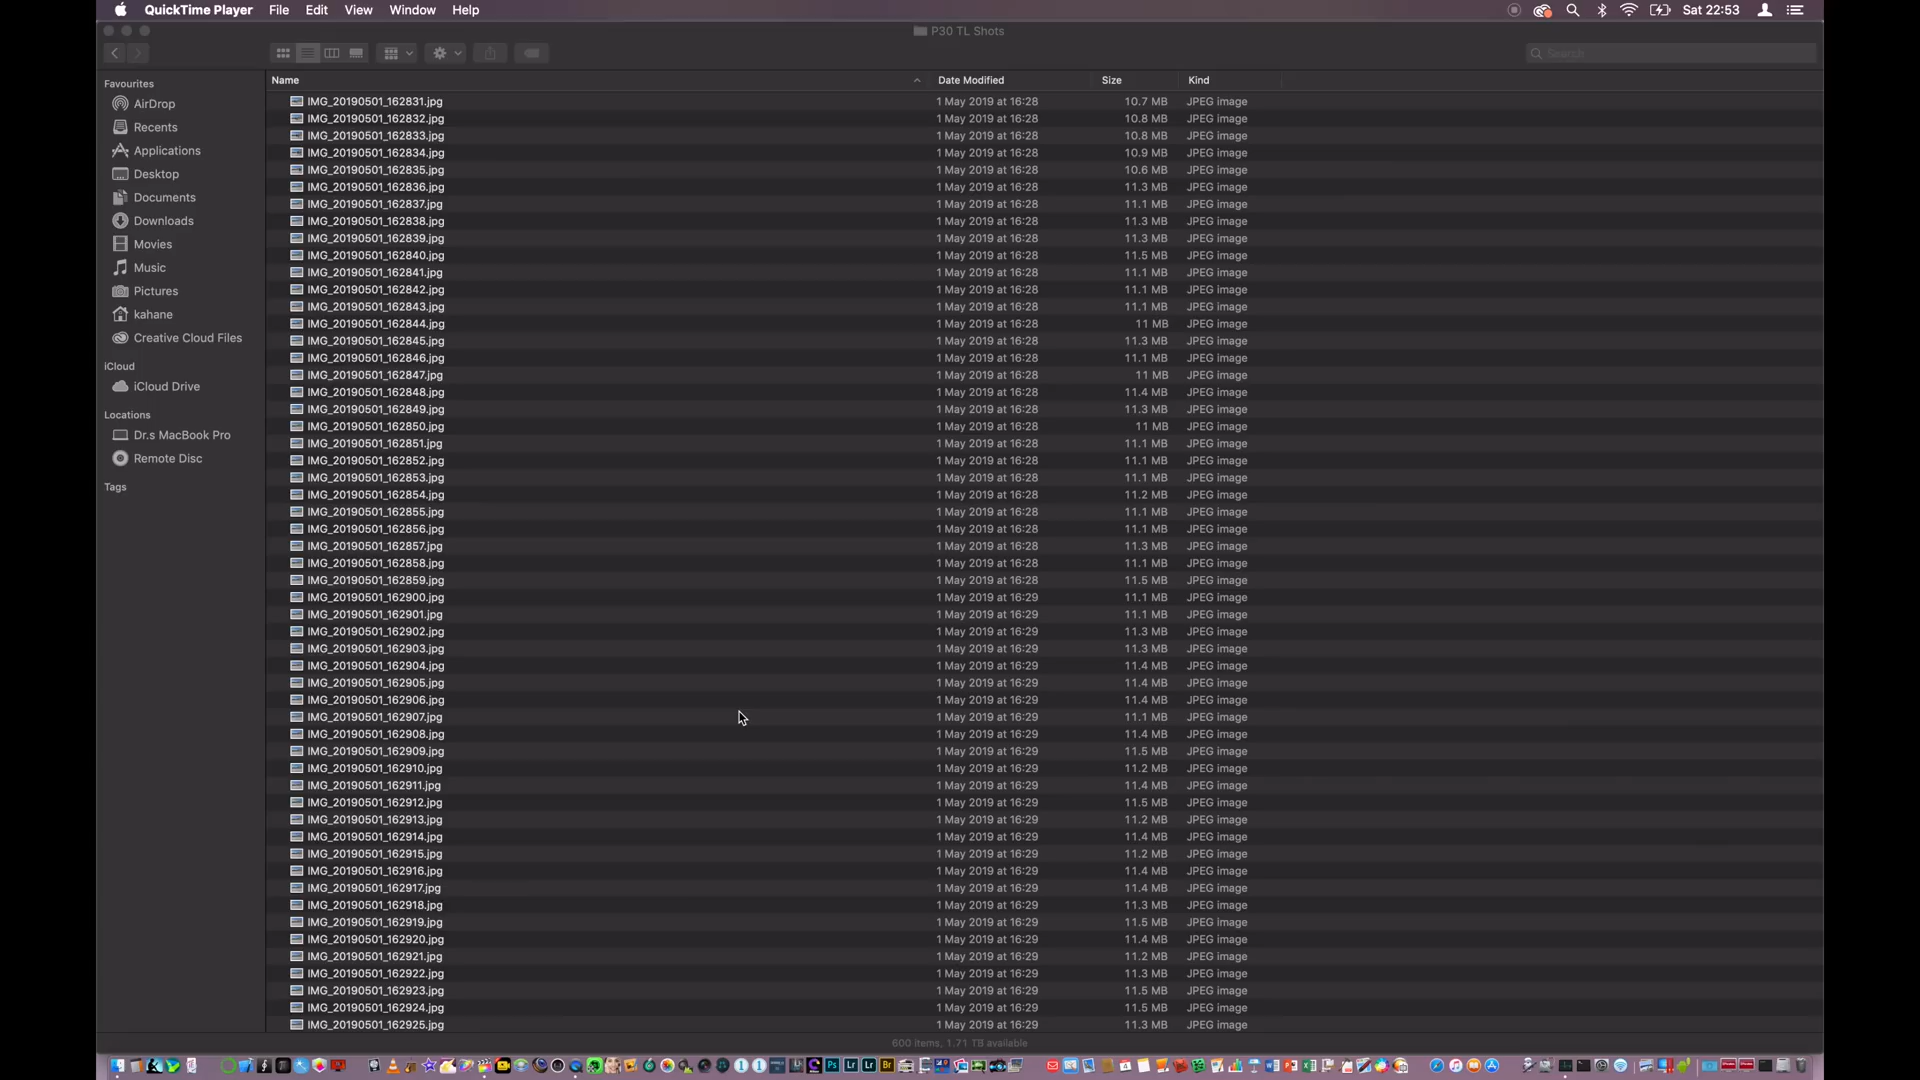 QuickTime Player File Edit View Window Help Sat 22:53
P30 TL Shots
Search
Favourites
AirDrop
Recents
Applications
Desktop
Documents
Downloads
Movies
Music
Pictures
kahane
Creative Cloud Files
iCloud
iCloud Drive
Locations
Dr.s MacBook Pro
Remote Disc
Tags
Name Date Modified Size Kind
IMG_20190501_162831.jpg 1 May 2019 at 16:28 10.7 MB JPEG image
IMG_20190501_162832.jpg 1 May 2019 at 16:28 10.8 MB JPEG image
IMG_20190501_162833.jpg 1 May 2019 at 16:28 10.8 MB JPEG image
IMG_20190501_162834.jpg 1 May 2019 at 16:28 10.9 MB JPEG image
IMG_20190501_162835.jpg 1 May 2019 at 16:28 10.6 MB JPEG image
IMG_20190501_162836.jpg 1 May 2019 at 16:28 11.3 MB JPEG image
IMG_20190501_162837.jpg 1 May 2019 at 16:28 11.1 MB JPEG image
IMG_20190501_162838.jpg 1 May 2019 at 16:28 11.3 MB JPEG image
IMG_20190501_162839.jpg 1 May 2019 at 16:28 11.3 MB JPEG image
IMG_20190501_162840.jpg 1 May 2019 at 16:28 11.5 MB JPEG image
IMG_20190501_162841.jpg 1 May 2019 at 16:28 11.1 MB JPEG image
IMG_20190501_162842.jpg 1 May 2019 at 16:28 11.1 MB JPEG image
IMG_20190501_162843.jpg 1 May 2019 at 16:28 11.1 MB JPEG image
IMG_20190501_162844.jpg 1 May 2019 at 16:28 11 MB JPEG image
IMG_20190501_162845.jpg 1 May 2019 at 16:28 11.3 MB JPEG image
IMG_20190501_162846.jpg 1 May 2019 at 16:28 11.1 MB JPEG image
IMG_20190501_162847.jpg 1 May 2019 at 16:28 11 MB JPEG image
IMG_20190501_162848.jpg 1 May 2019 at 16:28 11.4 MB JPEG image
IMG_20190501_162849.jpg 1 May 2019 at 16:28 11.3 MB JPEG image
IMG_20190501_162850.jpg 1 May 2019 at 16:28 11 MB JPEG image
IMG_20190501_162851.jpg 1 May 2019 at 16:28 11.1 MB JPEG image
IMG_20190501_162852.jpg 1 May 2019 at 16:28 11.1 MB JPEG image
IMG_20190501_162853.jpg 1 May 2019 at 16:28 11.1 MB JPEG image
IMG_20190501_162854.jpg 1 May 2019 at 16:28 11.2 MB JPEG image
IMG_20190501_162855.jpg 1 May 2019 at 16:28 11.1 MB JPEG image
IMG_20190501_162856.jpg 1 May 2019 at 16:28 11.1 MB JPEG image
IMG_20190501_162857.jpg 1 May 2019 at 16:28 11.3 MB JPEG image
IMG_20190501_162858.jpg 1 May 2019 at 16:28 11.1 MB JPEG image
IMG_20190501_162859.jpg 1 May 2019 at 16:28 11.5 MB JPEG image
IMG_20190501_162900.jpg 1 May 2019 at 16:29 11.1 MB JPEG image
IMG_20190501_162901.jpg 1 May 2019 at 16:29 11.1 MB JPEG image
IMG_20190501_162902.jpg 1 May 2019 at 16:29 11.3 MB JPEG image
IMG_20190501_162903.jpg 1 May 2019 at 16:29 11.3 MB JPEG image
IMG_20190501_162904.jpg 1 May 2019 at 16:29 11.4 MB JPEG image
IMG_20190501_162905.jpg 1 May 2019 at 16:29 11.4 MB JPEG image
IMG_20190501_162906.jpg 1 May 2019 at 16:29 11.4 MB JPEG image
IMG_20190501_162907.jpg 1 May 2019 at 16:29 11.1 MB JPEG image
IMG_20190501_162908.jpg 1 May 2019 at 16:29 11.4 MB JPEG image
IMG_20190501_162909.jpg 1 May 2019 at 16:29 11.5 MB JPEG image
IMG_20190501_162910.jpg 1 May 2019 at 16:29 11.2 MB JPEG image
IMG_20190501_162911.jpg 1 May 2019 at 16:29 11.4 MB JPEG image
IMG_20190501_162912.jpg 1 May 2019 at 16:29 11.5 MB JPEG image
IMG_20190501_162913.jpg 1 May 2019 at 16:29 11.2 MB JPEG image
IMG_20190501_162914.jpg 1 May 2019 at 16:29 11.4 MB JPEG image
IMG_20190501_162915.jpg 1 May 2019 at 16:29 11.2 MB JPEG image
IMG_20190501_162916.jpg 1 May 2019 at 16:29 11.4 MB JPEG image
IMG_20190501_162917.jpg 1 May 2019 at 16:29 11.4 MB JPEG image
IMG_20190501_162918.jpg 1 May 2019 at 16:29 11.3 MB JPEG image
IMG_20190501_162919.jpg 1 May 2019 at 16:29 11.5 MB JPEG image
IMG_20190501_162920.jpg 1 May 2019 at 16:29 11.4 MB JPEG image
IMG_20190501_162921.jpg 1 May 2019 at 16:29 11.2 MB JPEG image
IMG_20190501_162922.jpg 1 May 2019 at 16:29 11.3 MB JPEG image
IMG_20190501_162923.jpg 1 May 2019 at 16:29 11.5 MB JPEG image
IMG_20190501_162924.jpg 1 May 2019 at 16:29 11.5 MB JPEG image
IMG_20190501_162925.jpg 1 May 2019 at 16:29 11.3 MB JPEG image
600 items, 1.71 TB available
Ps Lr Lr Br